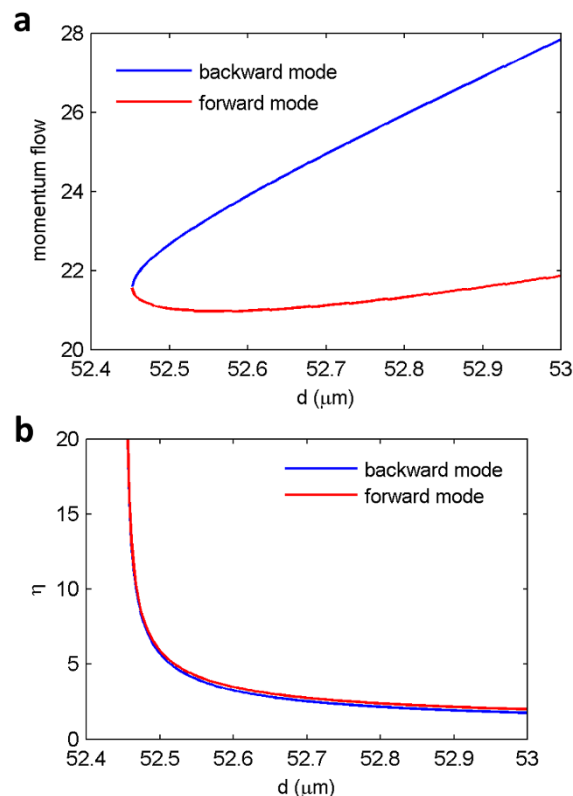 a
28
26
24
22
20
momentum flow
backward mode
forward mode
52.4 52.5 52.6 52.7 52.8 52.9 53
d (μm)
b
20
15
10
5
0
η
backward mode
forward mode
52.4 52.5 52.6 52.7 52.8 52.9 53
d (μm)